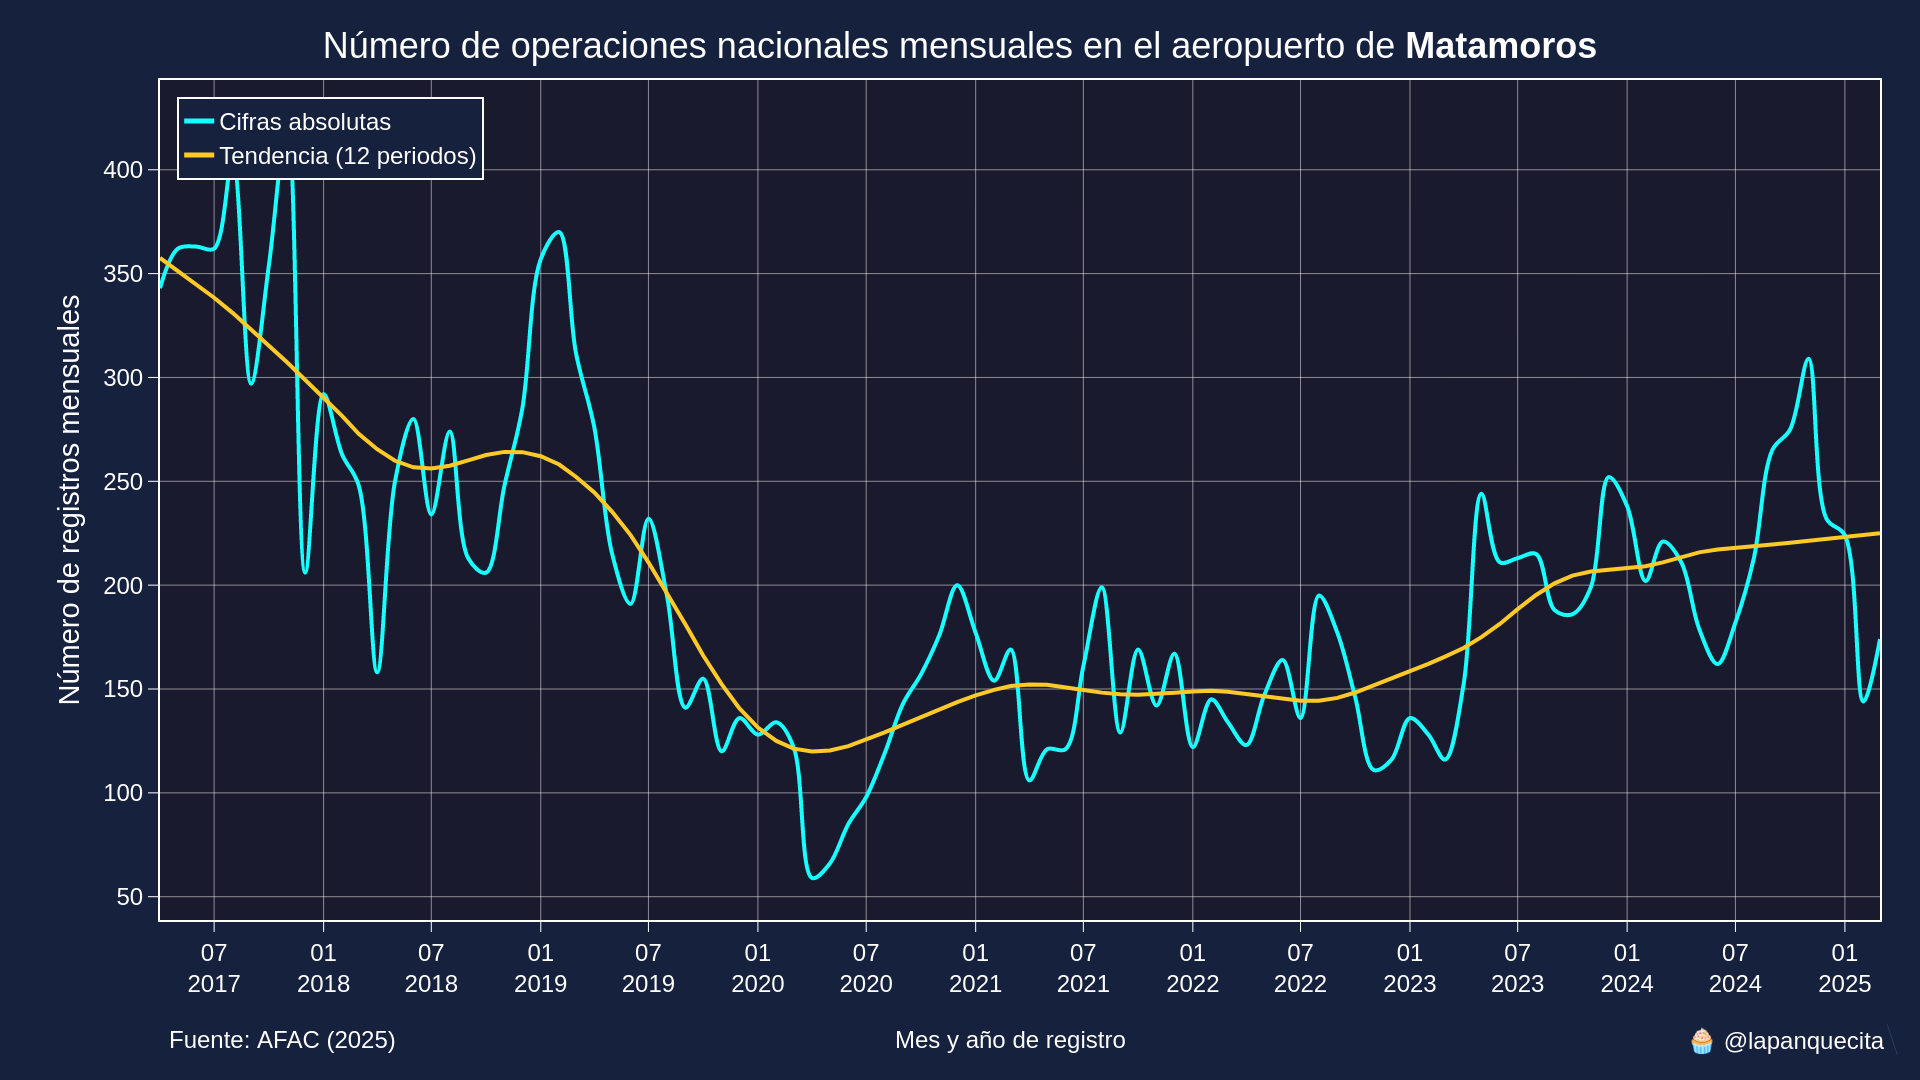 Número de operaciones nacionales mensuales en el aeropuerto de Matamoros
Cifras absolutas
Tendencia (12 periodos)
Número de registros mensuales
400
350
300
250
200
150
100
50
07 01 07 01 07 01 07 01 07 01 07 01 07 01 07 01
2017 2018 2018 2019 2019 2020 2020 2021 2021 2022 2022 2023 2023 2024 2024 2025
Fuente: AFAC (2025)
Mes y año de registro
🧁 @lapanquecita